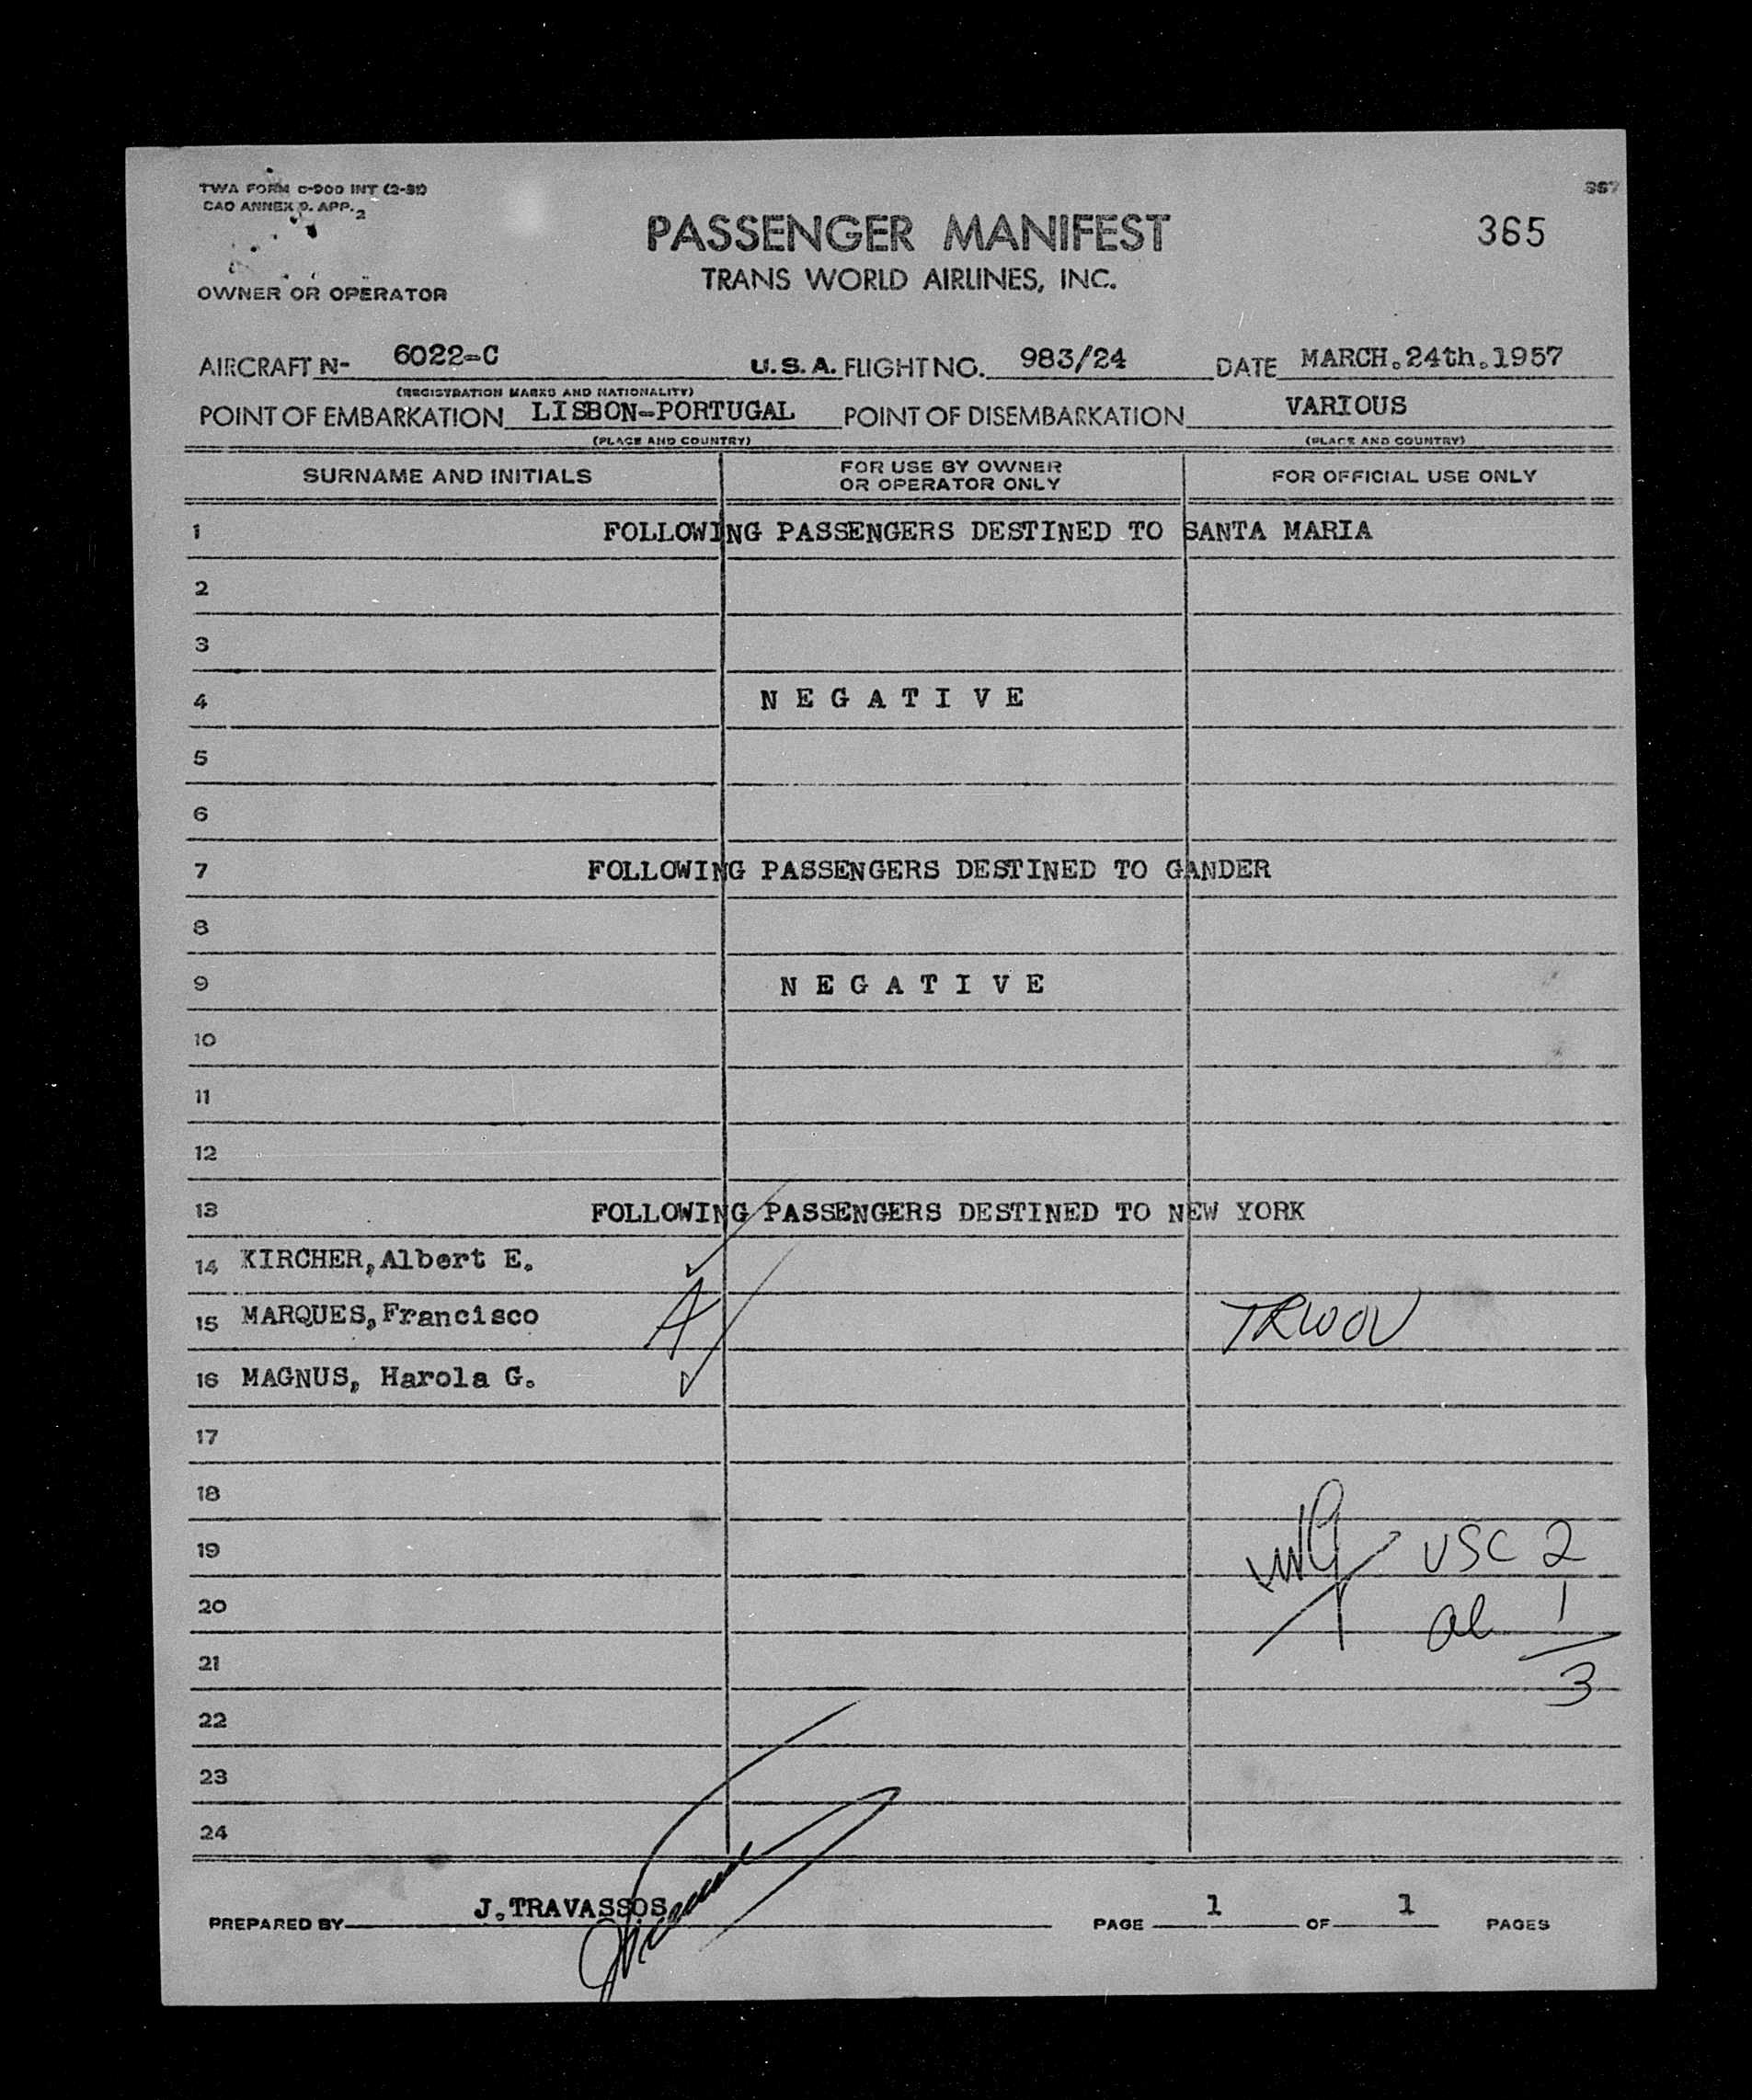 TWA FORM C-900 INT (2-51)
CAO ANNEX 9. APP. 2
367
PASSENGER MANIFEST
365
TRANS WORLD AIRLINES, INC.
OWNER OR OPERATOR
AIRCRAFT N- 6022-C U.S.A. FLIGHT NO. 983/24 DATE MARCH.24th.1957
(REGISTRATION MARKS AND NATIONALITY)
POINT OF EMBARKATION LISBON-PORTUGAL POINT OF DISEMBARKATION VARIOUS
(PLACE AND COUNTRY) (PLACE AND COUNTRY)
SURNAME AND INITIALS FOR USE BY OWNER OR OPERATOR ONLY FOR OFFICIAL USE ONLY
1 FOLLOWING PASSENGERS DESTINED TO SANTA MARIA
2
3
4 N E G A T I V E
5
6
7 FOLLOWING PASSENGERS DESTINED TO GANDER
8
9 N E G A T I V E
10
11
12
13 FOLLOWING PASSENGERS DESTINED TO NEW YORK
14 KIRCHER,Albert E.
15 MARQUES,Francisco A TRWOV
16 MAGNUS, Harola G.
17
18
19 USC 2
20 al 1
21 3
22
23
24
PREPARED BY J.TRAVASSOS PAGE 1 OF 1 PAGES